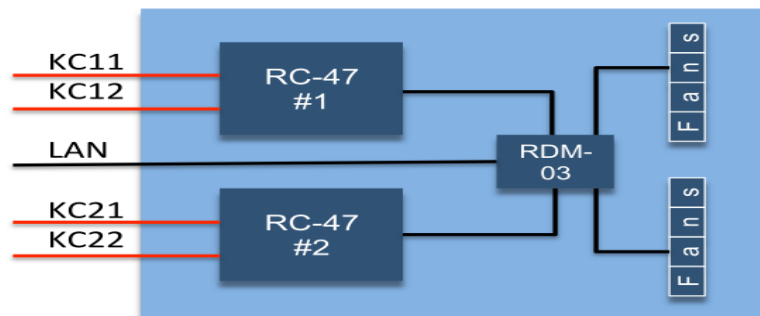 KC11
KC12
LAN
KC21
KC22
RC-47
#1
RC-47
#2
RDM-
03
Fans
Fans